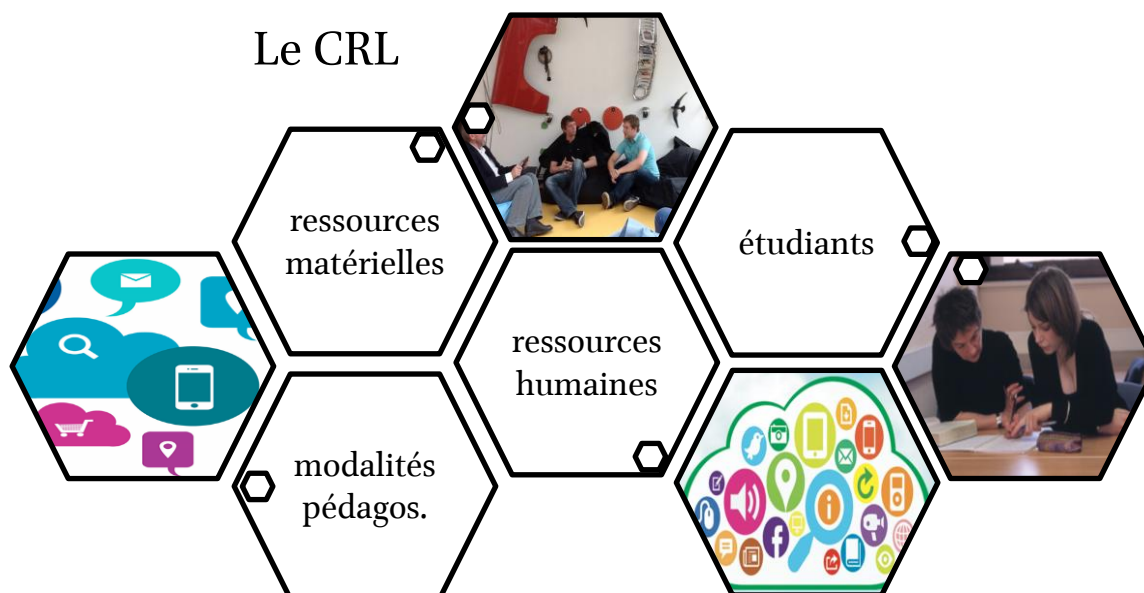 Le CRL
ressources
matérielles
étudiants
ressources
humaines
modalités
pédagos.